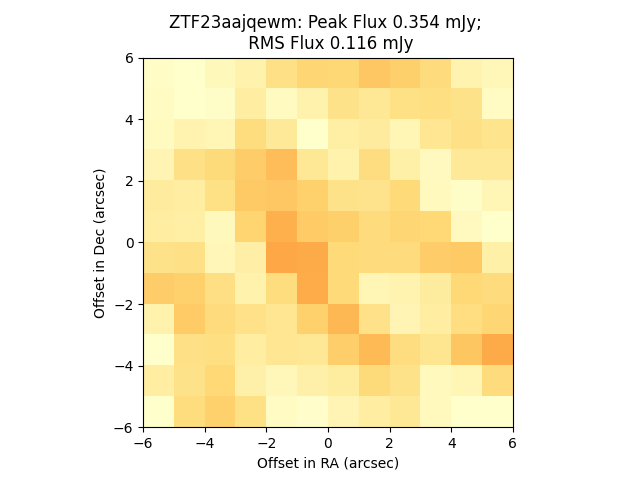 ZTF23aajqewm: Peak Flux 0.354 mJy;
RMS Flux 0.116 mJy
6
4
2
0
−2
−4
−6
Offset in Dec (arcsec)
−6 −4 −2 0 2 4 6
Offset in RA (arcsec)